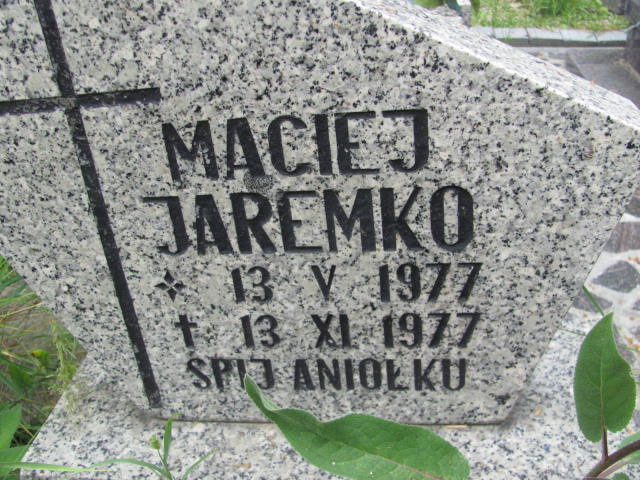 MACIEJ
JAREMKO
13 V 1977
† 13 XI 1977
ŚPIJ ANIOŁKU